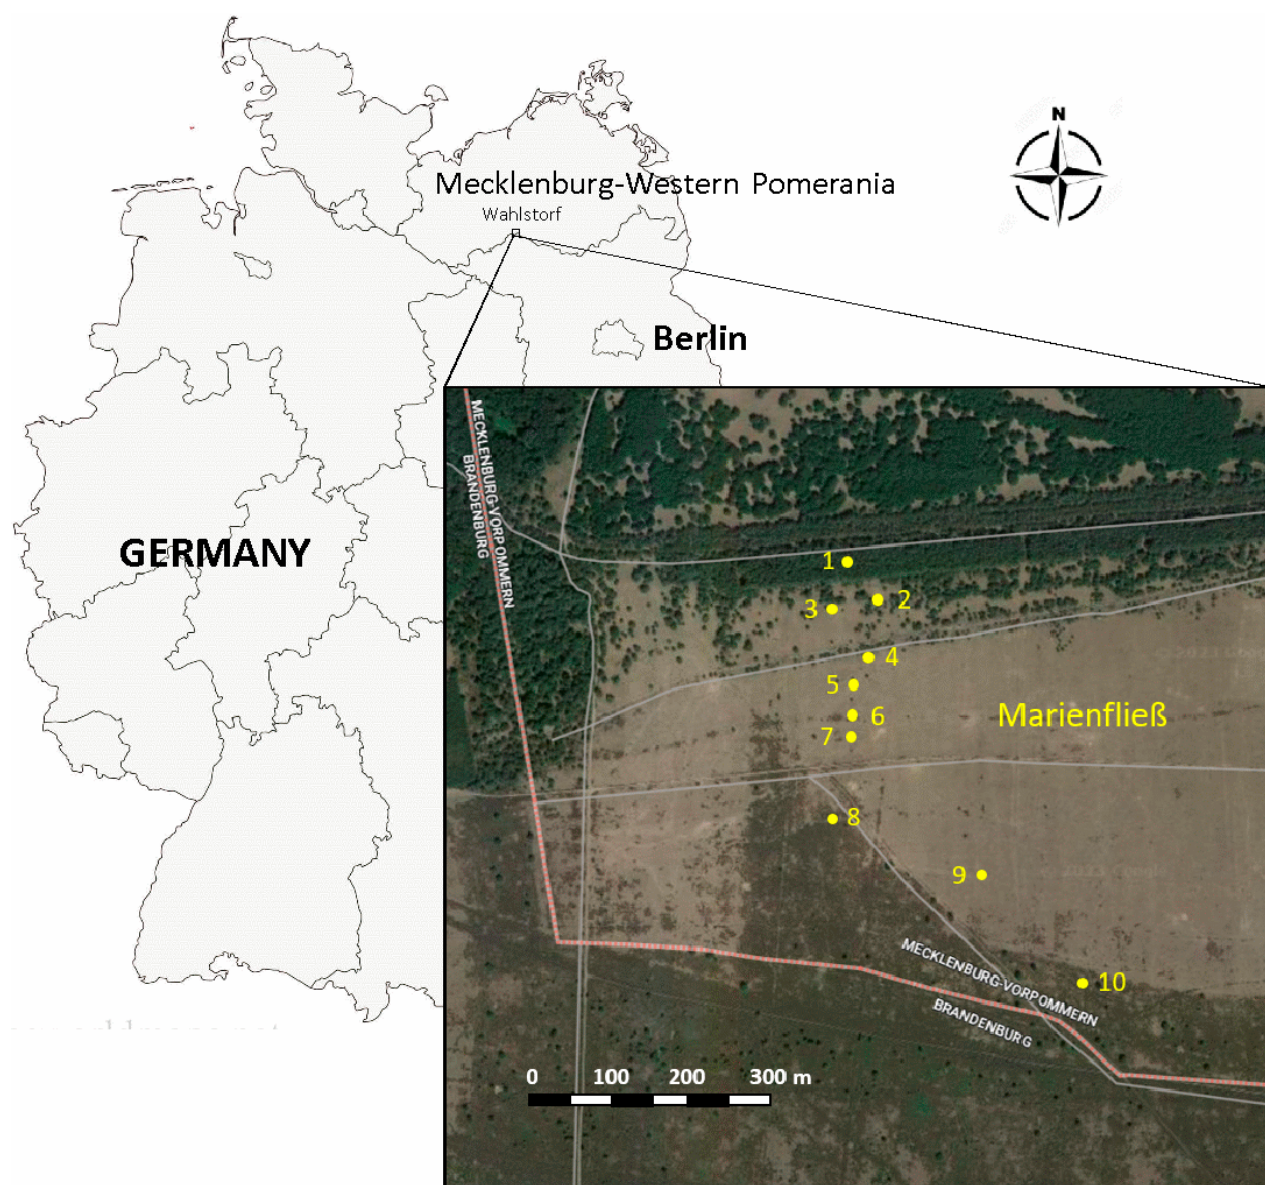 N
Mecklenburg-Western Pomerania
Wahlstorf
Berlin
GERMANY
MECKLENBURG-VORPOMMERN
BRANDENBURG
1
2
3
4
5
6
7
Marienfließ
8
9
10
MECKLENBURG-VORPOMMERN
BRANDENBURG
0 100 200 300 m